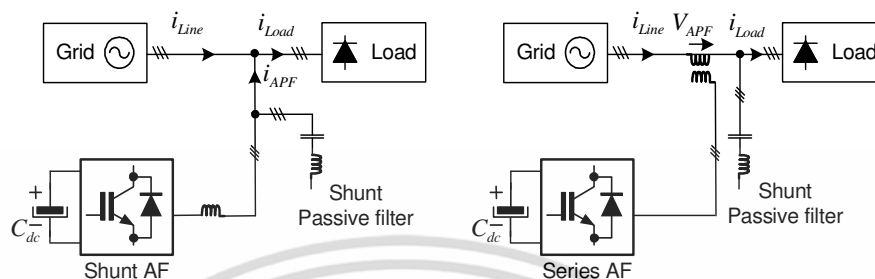 i_Line
i_Load
Grid
Load
i_APF
+
−
C_dc
Shunt
Passive filter
Shunt AF
i_Line
V_APF
i_Load
Grid
Load
+
−
C_dc
Shunt
Passive filter
Series AF